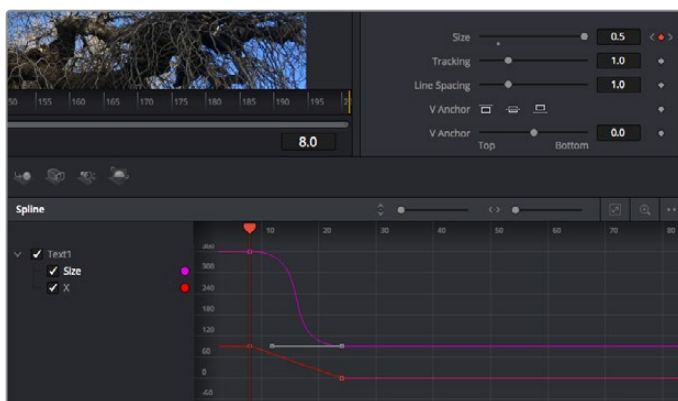 Size 0.5
Tracking 1.0
Line Spacing 1.0
V Anchor
V Anchor 0.0
Top Bottom
155 160 165 170 175 180 185 190 195
8.0
Spline
10 20 30 40 50 60 70 80
Text1
Size
X
300
240
180
120
60
0
-60